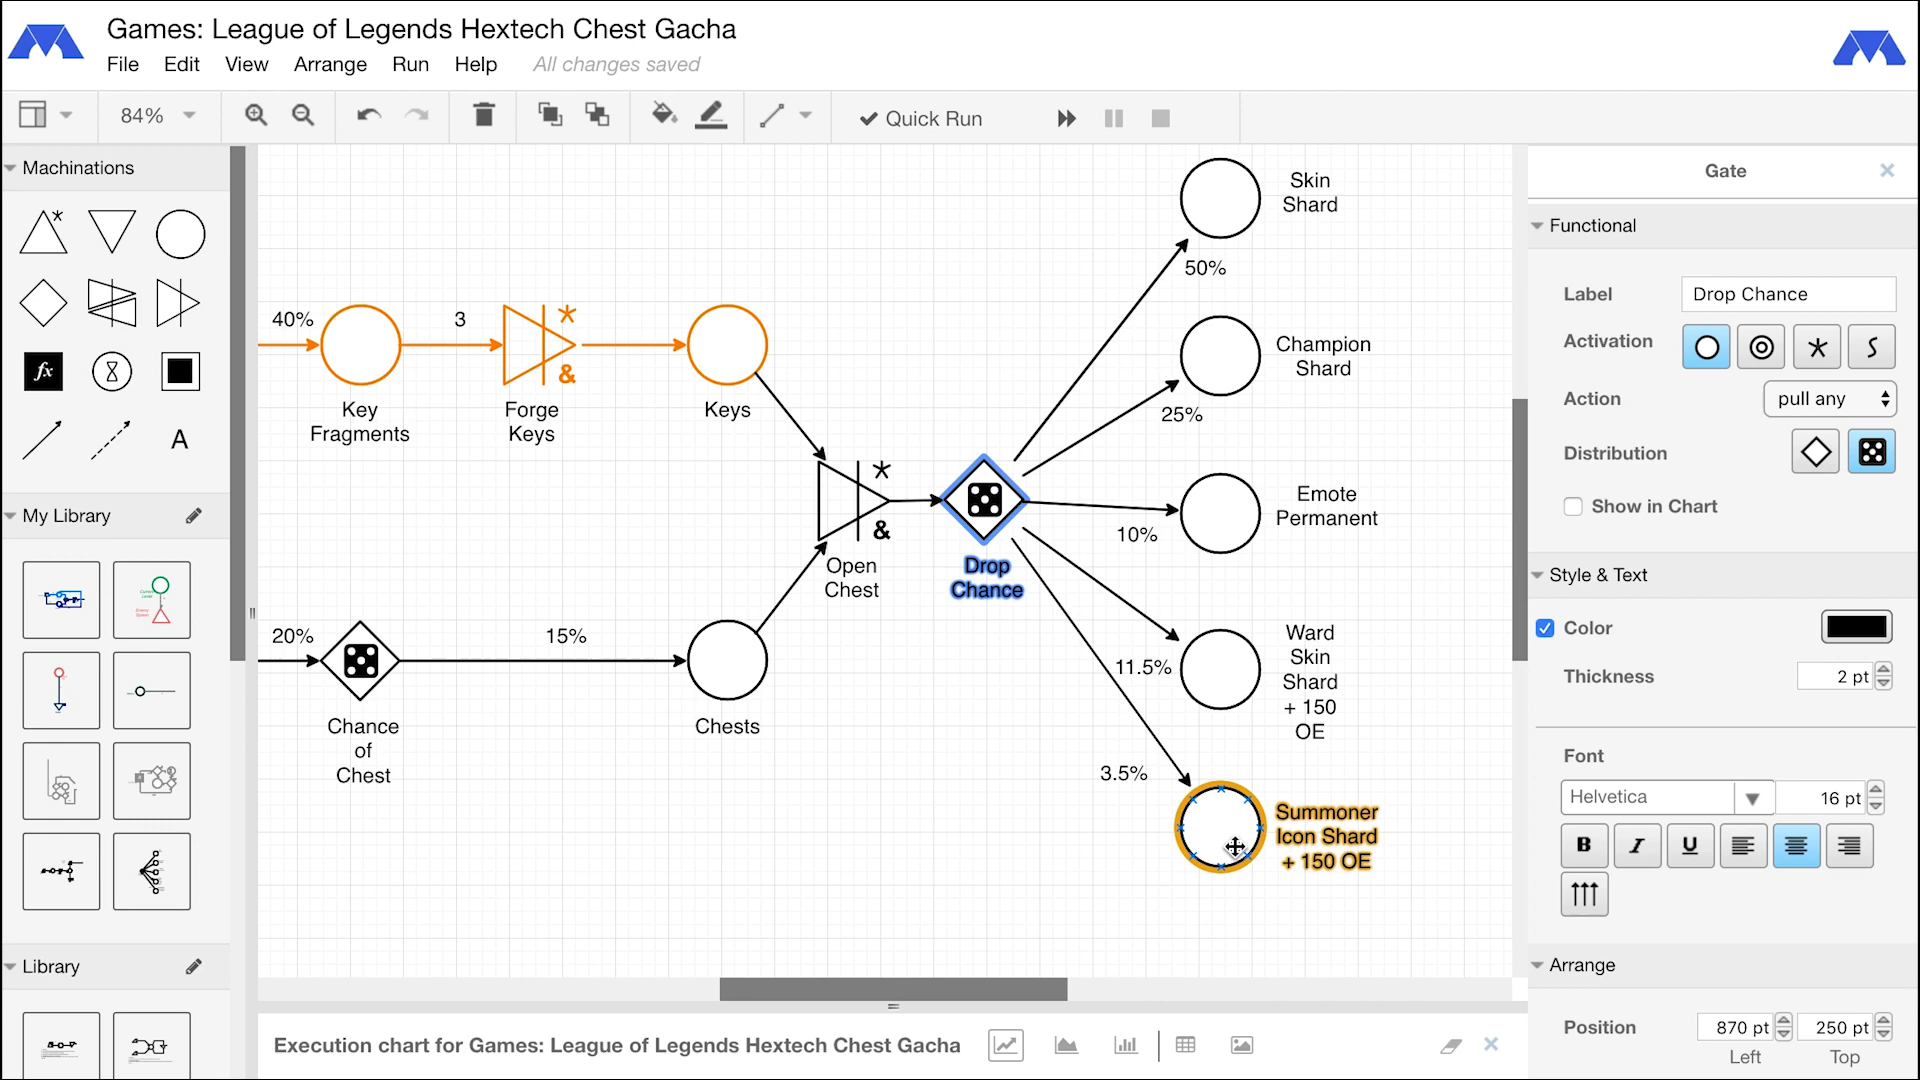 Games: League of Legends Hextech Chest Gacha
File Edit View Arrange Run Help All changes saved
84%
Quick Run
Machinations
fx
A
My Library
Library
40%
3
*
&
Key
Fragments
Forge
Keys
Keys
*
&
Open
Chest
20%
15%
Chance
of
Chest
Chests
Drop
Chance
Skin
Shard
50%
Champion
Shard
25%
Emote
Permanent
10%
Ward
Skin
Shard
+ 150
OE
11.5%
3.5%
Summoner
Icon Shard
+ 150 OE
Execution chart for Games: League of Legends Hextech Chest Gacha
Gate
Functional
Label Drop Chance
Activation
Action pull any
Distribution
Show in Chart
Style & Text
Color
Thickness 2 pt
Font
Helvetica 16 pt
B I U
Arrange
Position 870 pt 250 pt
Left Top